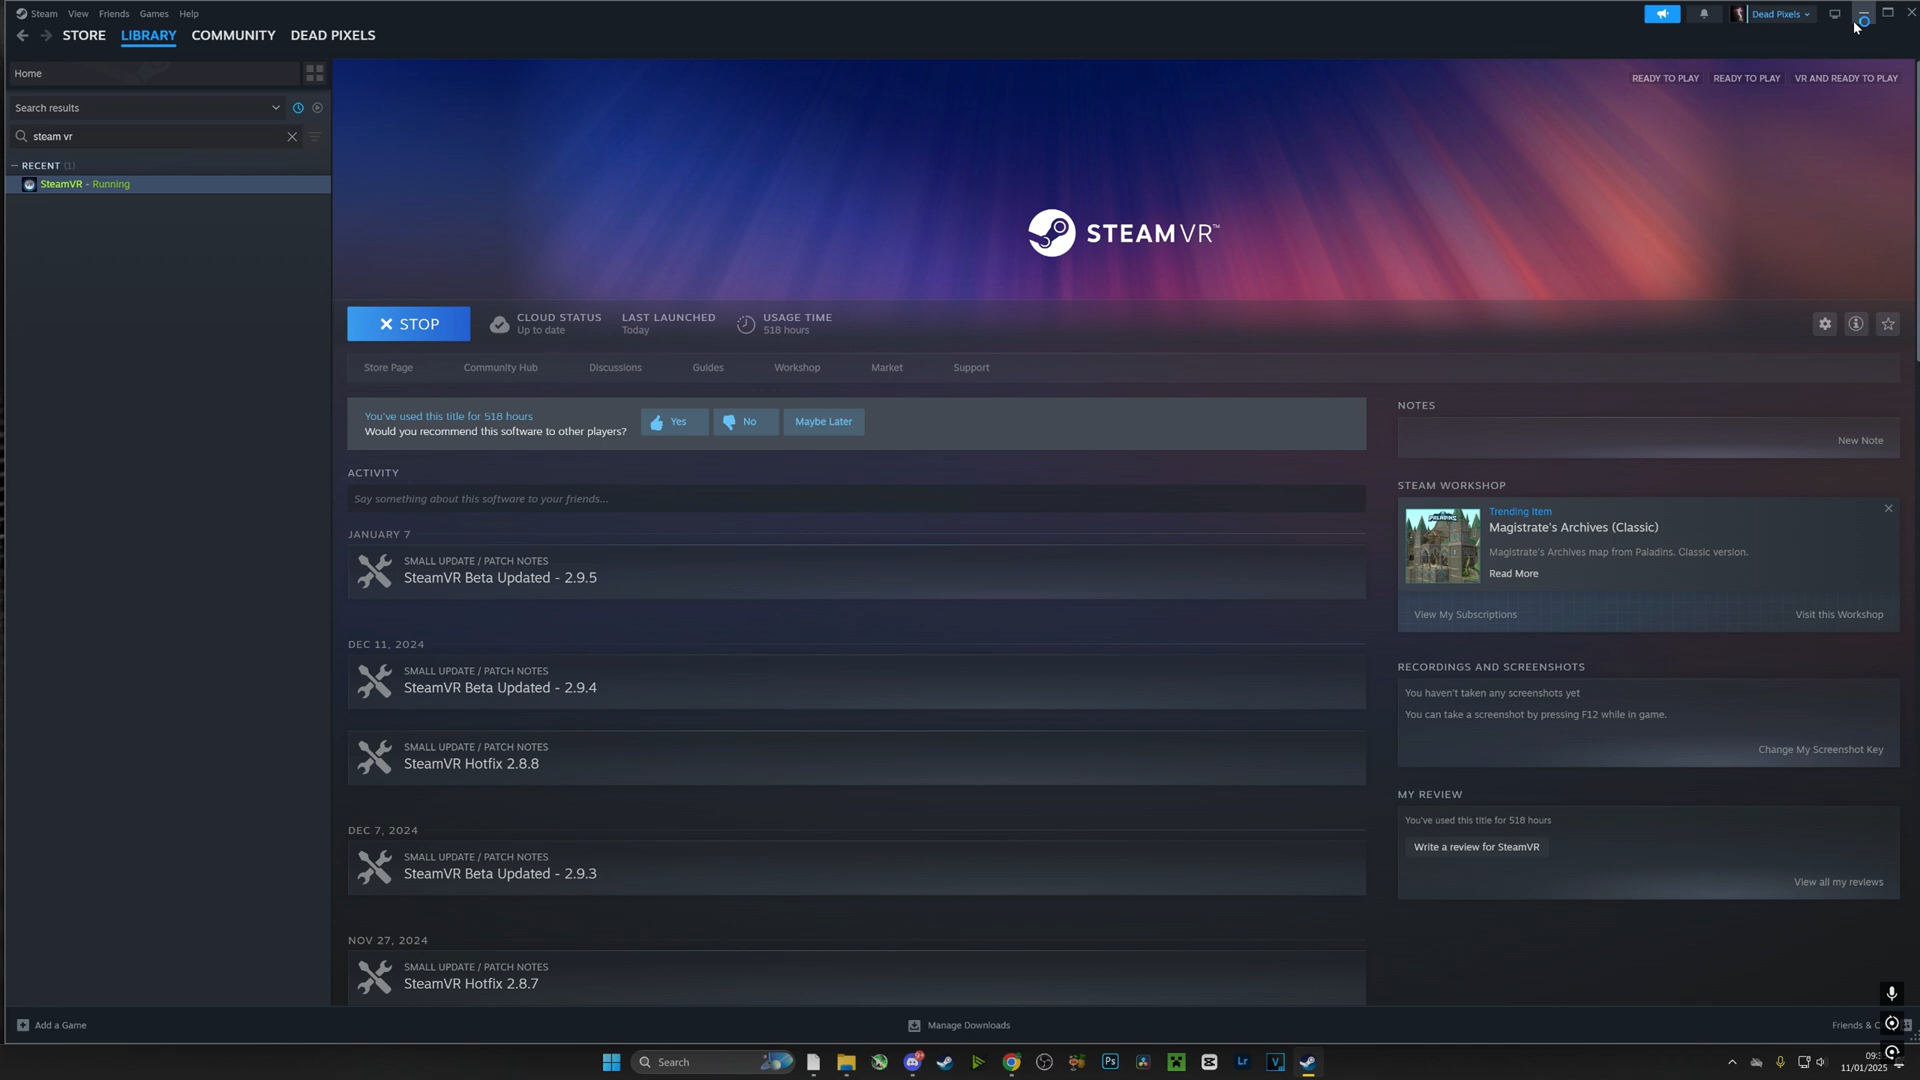 Steam View Friends Games Help
Dead Pixels
STORE LIBRARY COMMUNITY DEAD PIXELS
Home
READY TO PLAY READY TO PLAY VR AND READY TO PLAY
Search results
steam vr
RECENT (1)
SteamVR - Running
STEAMVR™
STOP
CLOUD STATUS
Up to date
LAST LAUNCHED
Today
USAGE TIME
518 hours
Store Page Community Hub Discussions Guides Workshop Market Support
You've used this title for 518 hours
Would you recommend this software to other players?
Yes No Maybe Later
ACTIVITY
Say something about this software to your friends...
JANUARY 7
SMALL UPDATE / PATCH NOTES
SteamVR Beta Updated - 2.9.5
DEC 11, 2024
SMALL UPDATE / PATCH NOTES
SteamVR Beta Updated - 2.9.4
SMALL UPDATE / PATCH NOTES
SteamVR Hotfix 2.8.8
DEC 7, 2024
SMALL UPDATE / PATCH NOTES
SteamVR Beta Updated - 2.9.3
NOV 27, 2024
SMALL UPDATE / PATCH NOTES
SteamVR Hotfix 2.8.7
NOTES
New Note
STEAM WORKSHOP
PALADINS
Trending Item
Magistrate's Archives (Classic)
Magistrate's Archives map from Paladins. Classic version.
Read More
View My Subscriptions Visit this Workshop
RECORDINGS AND SCREENSHOTS
You haven't taken any screenshots yet
You can take a screenshot by pressing F12 while in game.
Change My Screenshot Key
MY REVIEW
You've used this title for 518 hours
Write a review for SteamVR
View all my reviews
Add a Game
Manage Downloads
Friends & C
Search
Ps
Lr
V
09:
11/01/2025